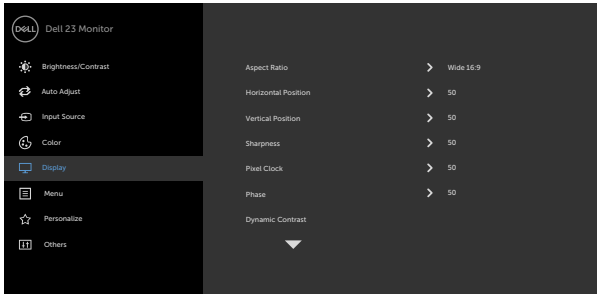 DELL Dell 23 Monitor
Brightness/Contrast
Auto Adjust
Input Source
Color
Display
Menu
Personalize
Others
Aspect Ratio Wide 16:9
Horizontal Position 50
Vertical Position 50
Sharpness 50
Pixel Clock 50
Phase 50
Dynamic Contrast